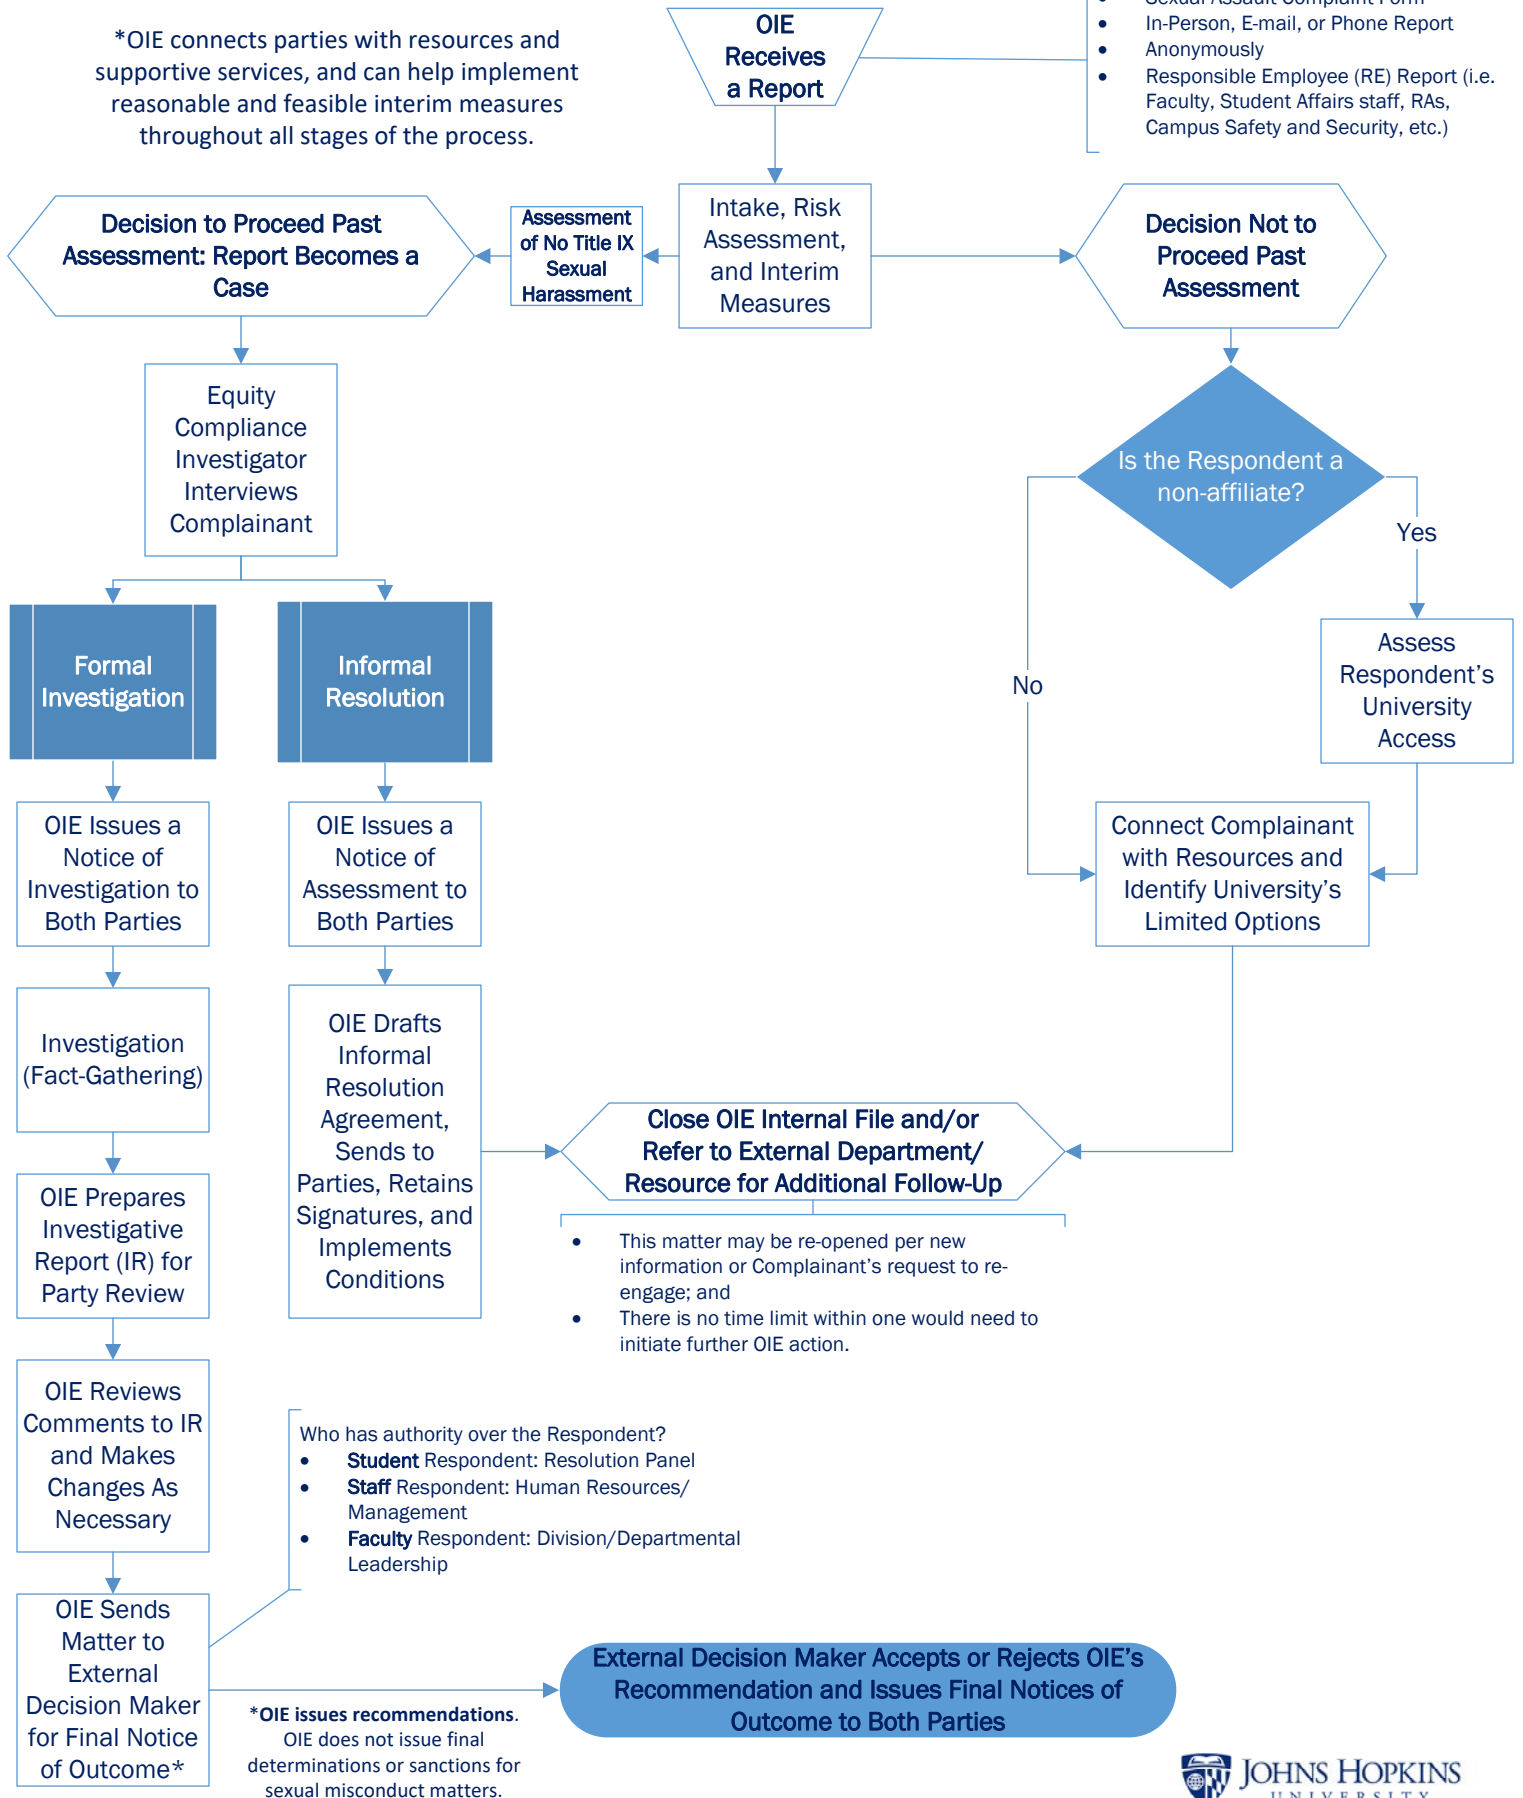 *OIE connects parties with resources and
supportive services, and can help implement
reasonable and feasible interim measures
throughout all stages of the process.
OIE
Receives
a Report
• Sexual Assault Complaint Form
• In-Person, E-mail, or Phone Report
• Anonymously
• Responsible Employee (RE) Report (i.e.
Faculty, Student Affairs staff, RAs,
Campus Safety and Security, etc.)
Decision to Proceed Past
Assessment: Report Becomes a
Case
Assessment
of No Title IX
Sexual
Harassment
Intake, Risk
Assessment,
and Interim
Measures
Decision Not to
Proceed Past
Assessment
Equity
Compliance
Investigator
Interviews
Complainant
Is the Respondent a
non-affiliate?
Yes
No
Assess
Respondent's
University
Access
Connect Complainant
with Resources and
Identify University's
Limited Options
Formal
Investigation
Informal
Resolution
OIE Issues a
Notice of
Investigation to
Both Parties
OIE Issues a
Notice of
Assessment to
Both Parties
Investigation
(Fact-Gathering)
OIE Drafts
Informal
Resolution
Agreement,
Sends to
Parties, Retains
Signatures, and
Implements
Conditions
Close OIE Internal File and/or
Refer to External Department/
Resource for Additional Follow-Up
• This matter may be re-opened per new
information or Complainant's request to re-
engage; and
• There is no time limit within one would need to
initiate further OIE action.
OIE Prepares
Investigative
Report (IR) for
Party Review
OIE Reviews
Comments to IR
and Makes
Changes As
Necessary
Who has authority over the Respondent?
• Student Respondent: Resolution Panel
• Staff Respondent: Human Resources/
Management
• Faculty Respondent: Division/Departmental
Leadership
OIE Sends
Matter to
External
Decision Maker
for Final Notice
of Outcome*
*OIE issues recommendations.
OIE does not issue final
determinations or sanctions for
sexual misconduct matters.
External Decision Maker Accepts or Rejects OIE's
Recommendation and Issues Final Notices of
Outcome to Both Parties
JOHNS HOPKINS
UNIVERSITY